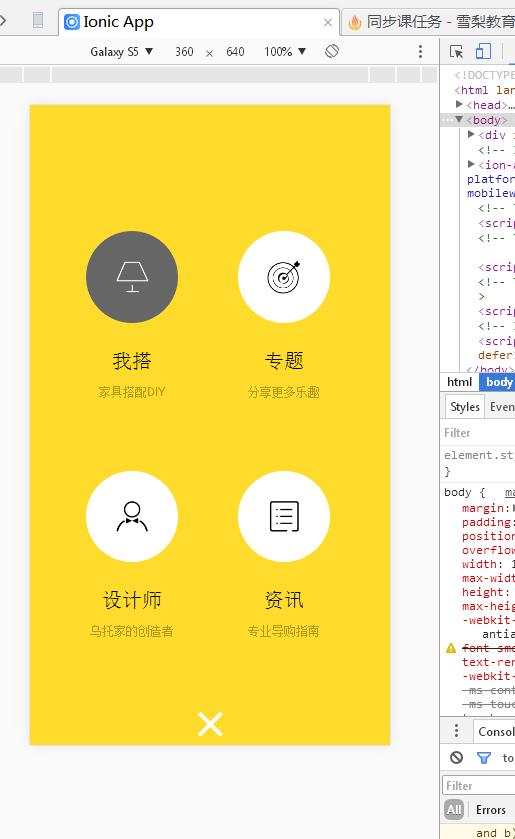 Ionic App
同步课任务 - 雪梨教育
Galaxy S5 ▼ 360 × 640 100% ▼
<!DOCTYPE
<html lan
<head>…
<body>
<div
<!--
<ion-a
platfor
mobilew
<!--
<scrip
<!--
<scrip
<!--
>
<scrip
<!--
<scrip
deferi
</body>
html body
Styles Even
Filter
element.st
}
body {
margin:
padding:
position
overflow
width: 1
max-widt
height:
max-heig
-webkit-
antia
font-smo
text-ren
-webkit-
-ms-cont
-ms-touc
我搭
专题
家具搭配DIY
分享更多乐趣
设计师
资讯
乌托家的创造者
专业导购指南
Consol
to
Filter
All Errors
and b)